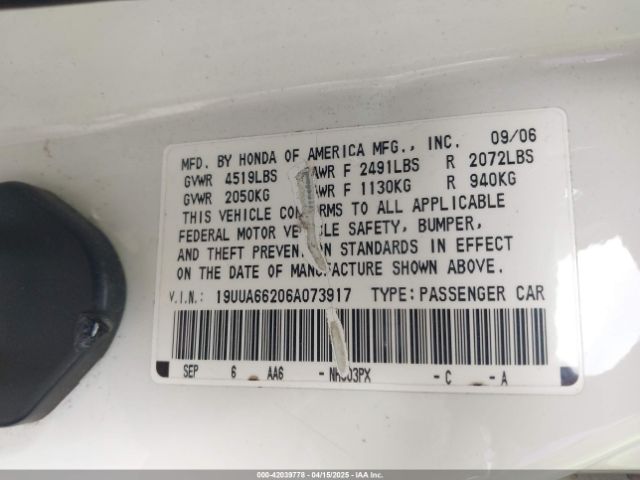 MFD. BY HONDA OF AMERICA MFG., INC. 09/06
GVWR 4519LBS AWR F 2491LBS R 2072LBS
GVWR 2050KG AWR F 1130KG R 940KG
THIS VEHICLE CONFORMS TO ALL APPLICABLE
FEDERAL MOTOR VEHICLE SAFETY, BUMPER,
AND THEFT PREVENTION STANDARDS IN EFFECT
ON THE DATE OF MANUFACTURE SHOWN ABOVE.
V.I.N.: 19UUA66206A073917 TYPE: PASSENGER CAR
SEP 6 AA6 - - C - A
000-42039778 - 04/15/2025 - IAA Inc.